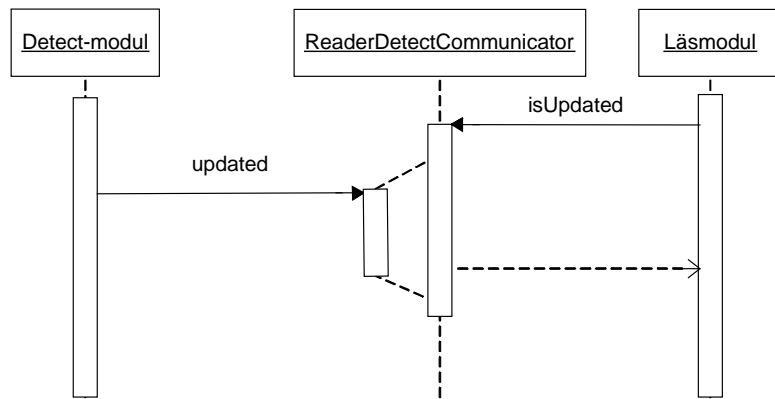 Detect-modul
ReaderDetectCommunicator
Läsmodul
isUpdated
updated